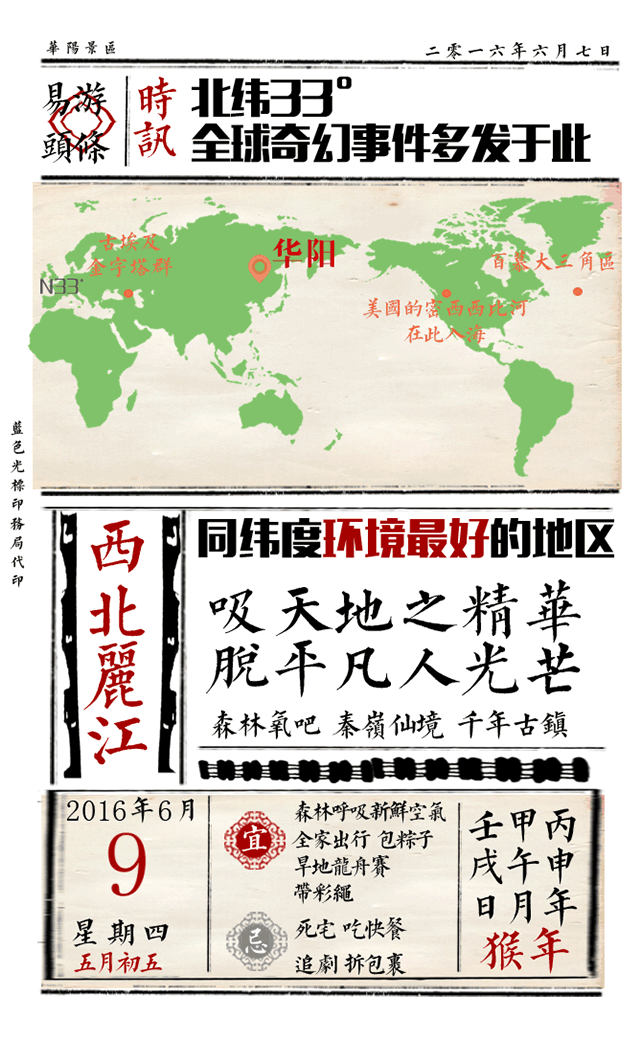 華陽景區
二零一六年六月七日
易游
頭條
時訊
北纬33°
全球奇幻事件多发于此
古埃及
金字塔群
华阳
百慕大三角區
N33°
美國的密西西比河
在此入海
藍色光標印務局代印
西北麗江
同纬度环境最好的地区
吸天地之精華
脫平凡人光芒
森林氧吧 秦嶺仙境 千年古鎮
2016年6月
9
星期四
五月初五
宜
森林呼吸新鮮空氣
全家出行 包粽子
旱地龍舟賽
帶彩繩
忌
死宅 吃快餐
追劇 拆包裹
丙申年
甲午月
壬戌日
猴年